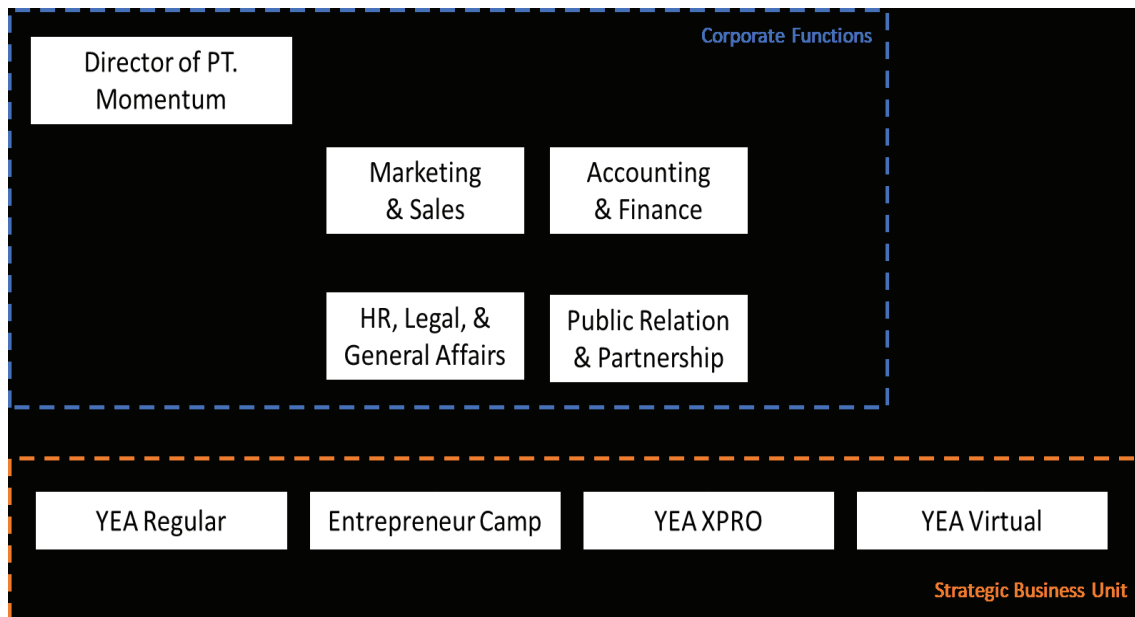 Corporate Functions
Director of PT.
Momentum
Marketing
& Sales
Accounting
& Finance
HR, Legal, &
General Affairs
Public Relation
& Partnership
YEA Regular
Entrepreneur Camp
YEA XPRO
YEA Virtual
Strategic Business Unit